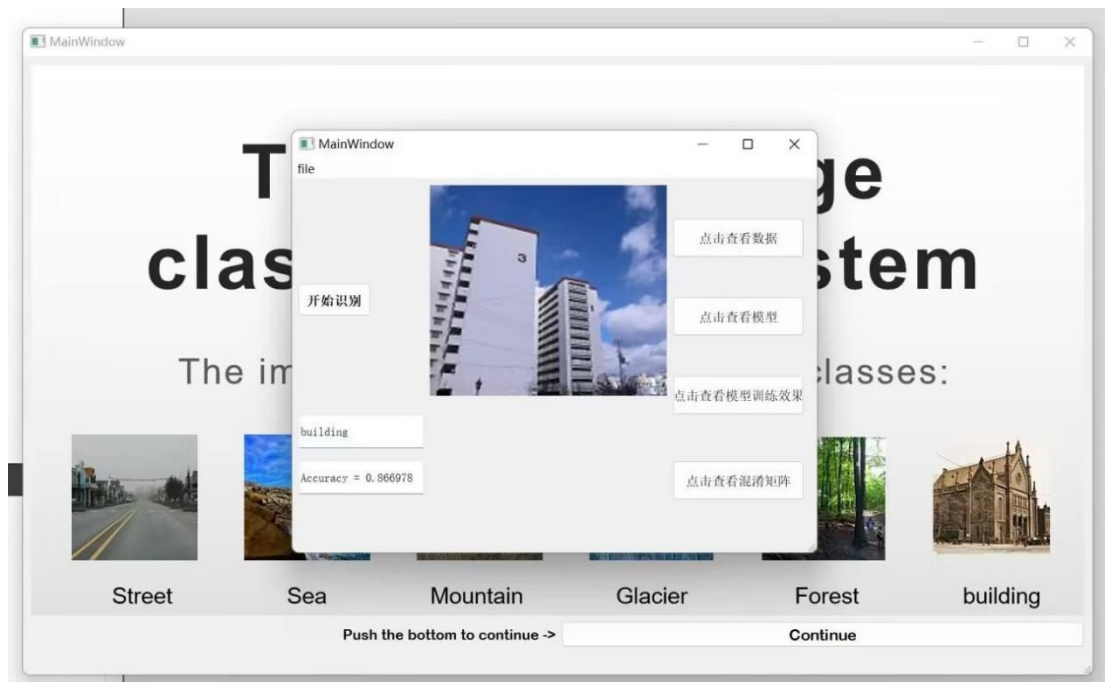 MainWindow
MainWindow
file
T ge
clas stem
The im classes:
3
点击查看数据
开始识别
点击查看模型
点击查看模型训练效果
building
Accuracy = 0.866978
点击查看混淆矩阵
Street Sea Mountain Glacier Forest building
Push the bottom to continue -> Continue